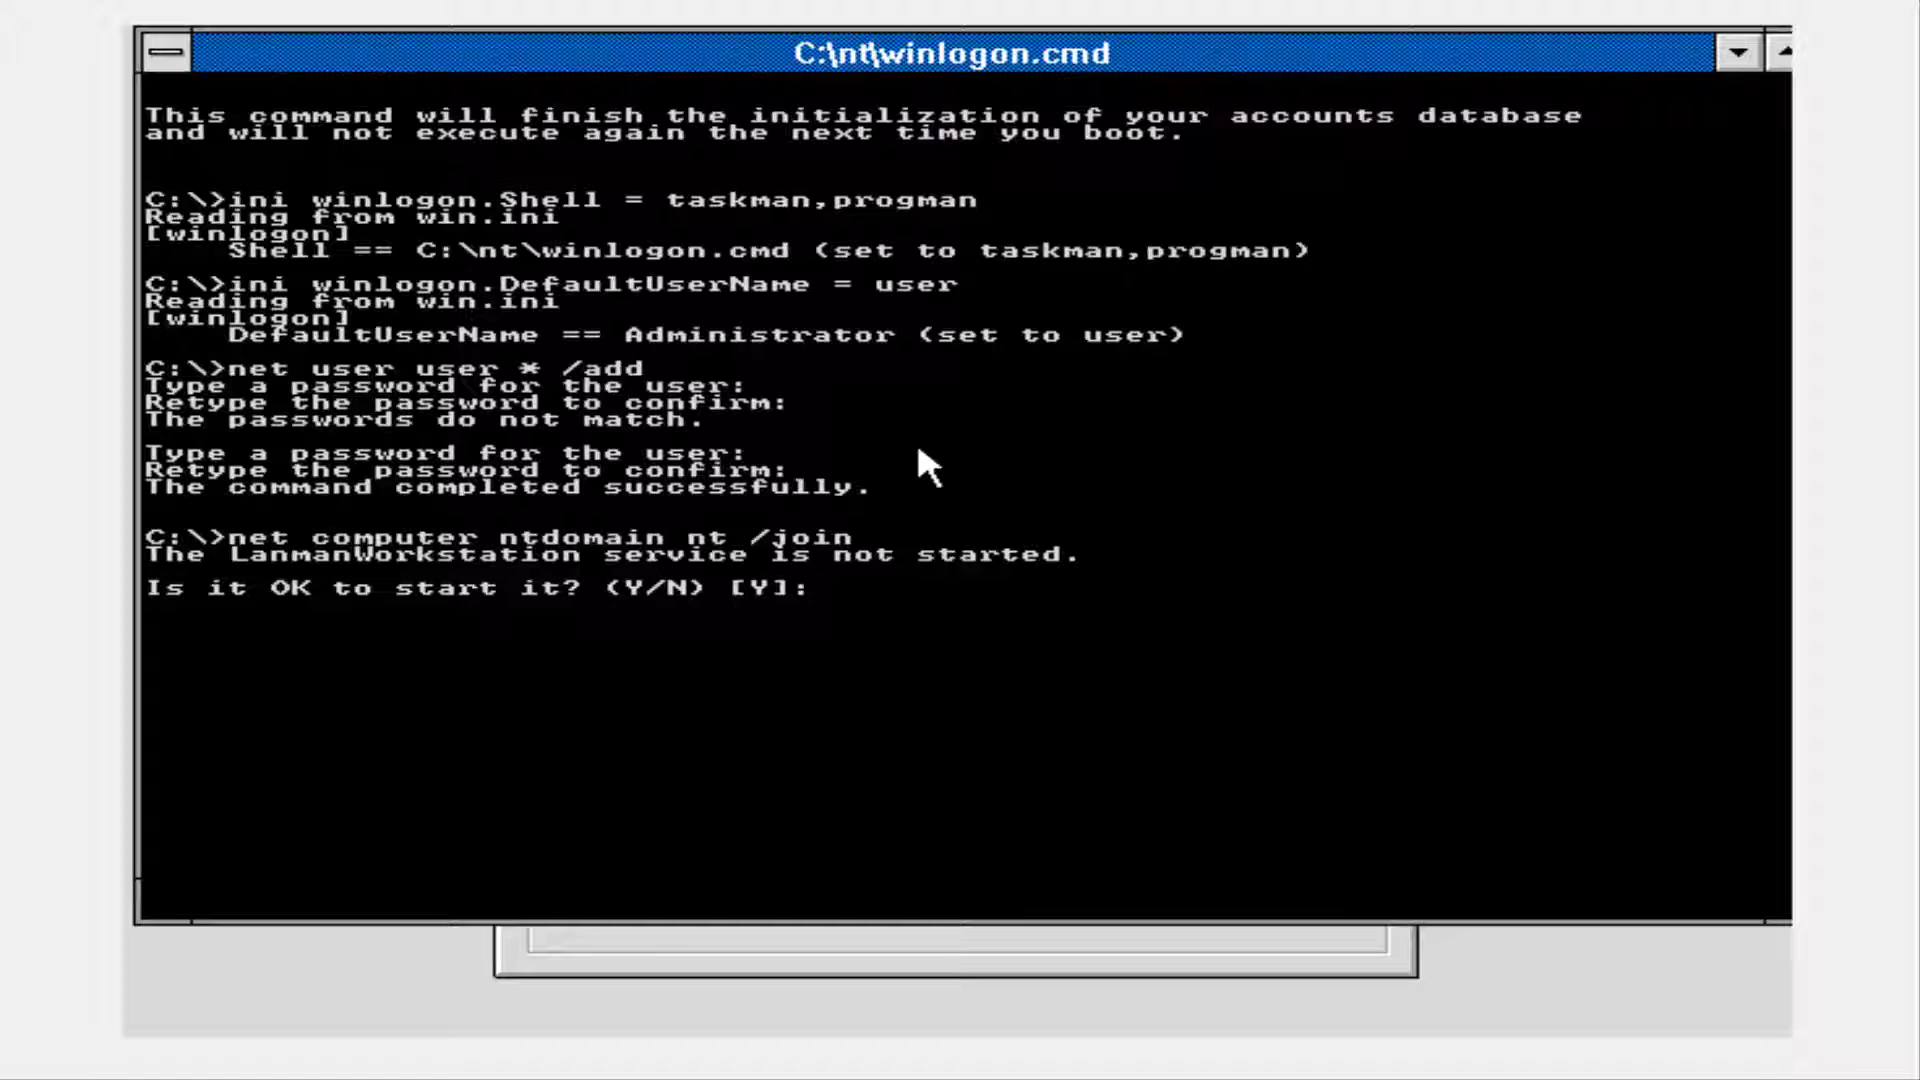 C:\nt\winlogon.cmd
This command will finish the initialization of your accounts database
and will not execute again the next time you boot.
C:\>ini winlogon.Shell = taskman,progman
Reading from win.ini
[winlogon]
    Shell == C:\nt\winlogon.cmd (set to taskman,progman)
C:\>ini winlogon.DefaultUserName = user
Reading from win.ini
[winlogon]
    DefaultUserName == Administrator (set to user)
C:\>net user user * /add
Type a password for the user:
Retype the password to confirm:
The passwords do not match.
Type a password for the user:
Retype the password to confirm:
The command completed successfully.
C:\>net computer ntdomain nt /join
The LanmanWorkstation service is not started.
Is it OK to start it? (Y/N) [Y]: